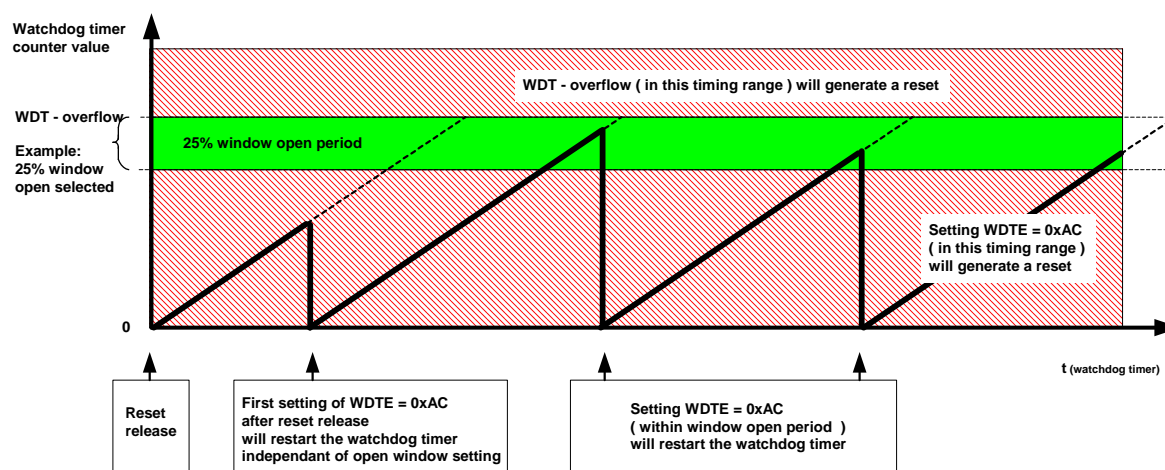 Watchdog timer
counter value
WDT - overflow ( in this timing range ) will generate a reset
WDT - overflow
25% window open period
Example:
25% window
open selected
Setting WDTE = 0xAC
( in this timing range )
will generate a reset
0
t (watchdog timer)
Reset
release
First setting of WDTE = 0xAC
after reset release
will restart the watchdog timer
independant of open window setting
Setting WDTE = 0xAC
( within window open period )
will restart the watchdog timer